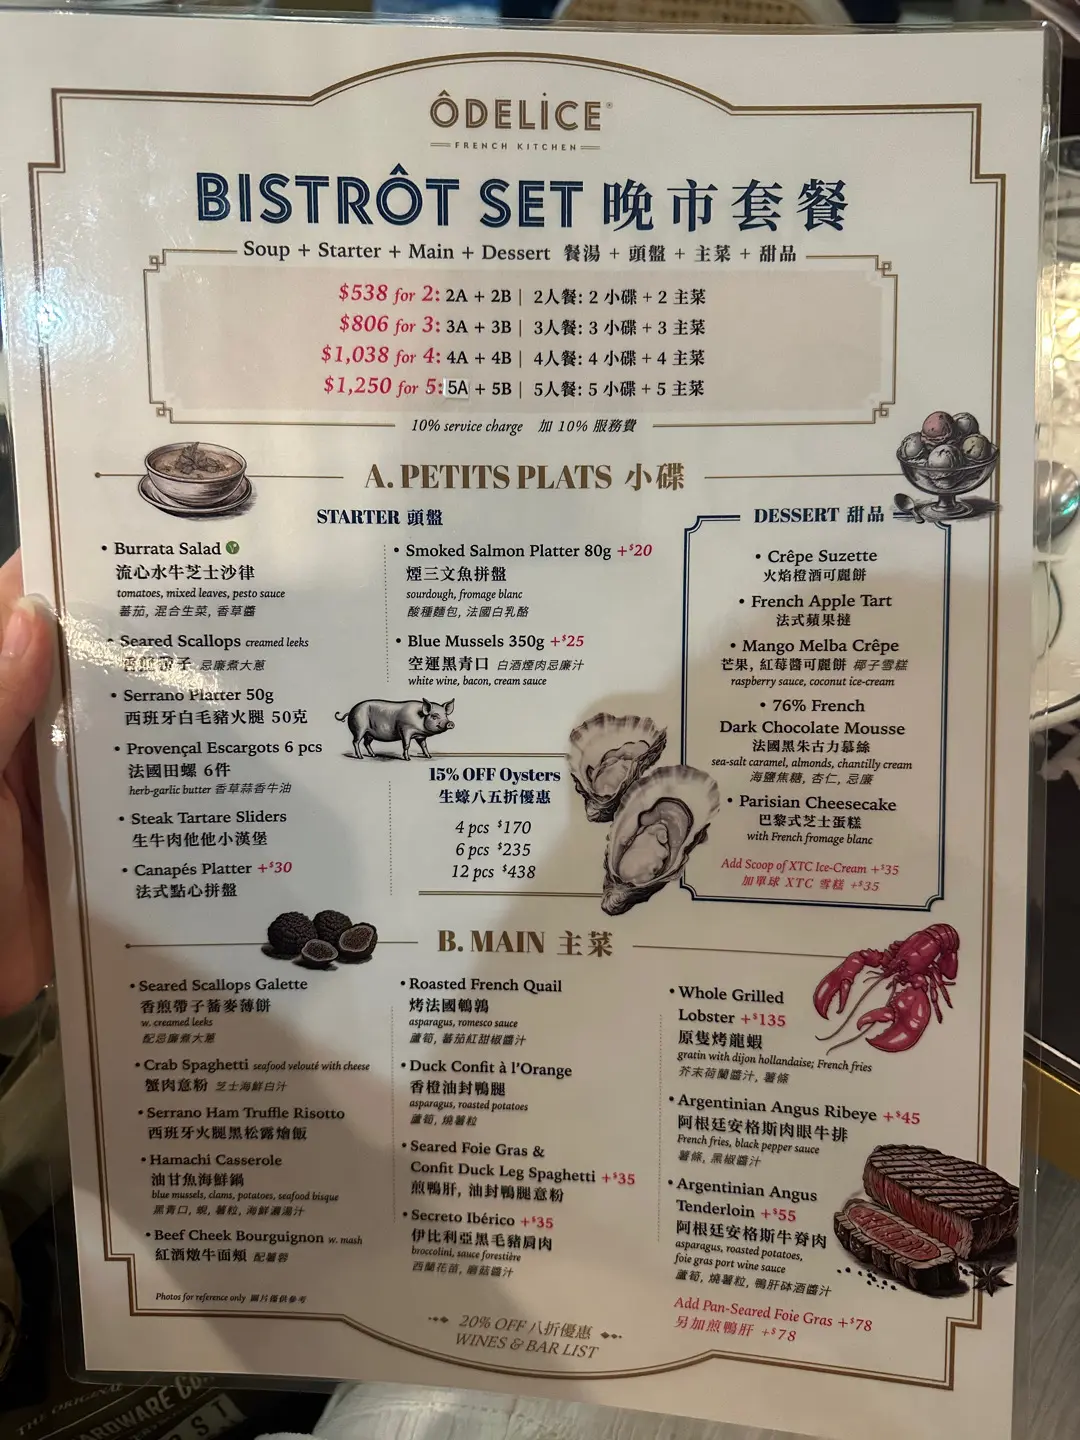 ÔDELİCE®
FRENCH KITCHEN
BISTRÔT SET 晚市套餐
Soup + Starter + Main + Dessert 餐湯 + 頭盤 + 主菜 + 甜品
$538 for 2: 2A + 2B | 2人餐: 2 小碟 + 2 主菜
$806 for 3: 3A + 3B | 3人餐: 3 小碟 + 3 主菜
$1,038 for 4: 4A + 4B | 4人餐: 4 小碟 + 4 主菜
$1,250 for 5: 5A + 5B | 5人餐: 5 小碟 + 5 主菜
10% service charge 加 10% 服務費
A. PETITS PLATS 小碟
STARTER 頭盤
• Burrata Salad
流心水牛芝士沙律
tomatoes, mixed leaves, pesto sauce
蕃茄, 混合生菜, 香草醬
• Seared Scallops creamed leeks
子 忌廉煮大蔥
• Serrano Platter 50g
西班牙白毛豬火腿 50克
• Provençal Escargots 6 pcs
法國田螺 6件
herb-garlic butter 香草蒜香牛油
• Steak Tartare Sliders
生牛肉他他小漢堡
• Canapés Platter +$30
法式點心拼盤
• Smoked Salmon Platter 80g +$20
煙三文魚拼盤
sourdough, fromage blanc
酸種麵包, 法國白乳酪
• Blue Mussels 350g +$25
空運黑青口 白酒煙肉忌廉汁
white wine, bacon, cream sauce
15% OFF Oysters
生蠔八五折優惠
4 pcs $170
6 pcs $235
12 pcs $438
DESSERT 甜品
• Crêpe Suzette
火焰橙酒可麗餅
• French Apple Tart
法式蘋果撻
• Mango Melba Crêpe
芒果, 紅莓醬可麗餅 椰子雪糕
raspberry sauce, coconut ice-cream
• 76% French
Dark Chocolate Mousse
法國黑朱古力慕絲
sea-salt caramel, almonds, chantilly cream
海鹽焦糖, 杏仁, 忌廉
• Parisian Cheesecake
巴黎式芝士蛋糕
with French fromage blanc
Add Scoop of XTC Ice-Cream +$35
加單球 XTC 雪糕 +$35
B. MAIN 主菜
• Seared Scallops Galette
香煎帶子蕎麥薄餅
w. creamed leeks
配忌廉煮大蔥
• Crab Spaghetti seafood velouté with cheese
蟹肉意粉 芝士海鮮白汁
• Serrano Ham Truffle Risotto
西班牙火腿黑松露燴飯
• Hamachi Casserole
油甘魚海鮮鍋
blue mussels, clams, potatoes, seafood bisque
黑青口, 蜆, 薯粒, 海鮮濃湯汁
• Beef Cheek Bourguignon w. mash
紅酒燉牛面頰 配薯蓉
• Roasted French Quail
烤法國鵪鶉
asparagus, romesco sauce
蘆筍, 蕃茄紅甜椒醬汁
• Duck Confit à l'Orange
香橙油封鴨腿
asparagus, roasted potatoes
蘆筍, 燒薯粒
• Seared Foie Gras &
Confit Duck Leg Spaghetti +$35
煎鴨肝, 油封鴨腿意粉
• Secreto Ibérico +$35
伊比利亞黑毛豬肩肉
broccolini, sauce forestière
西蘭花苗, 蘑菇醬汁
• Whole Grilled
Lobster +$135
原隻烤龍蝦
gratin with dijon hollandaise; French fries
芥末荷蘭醬汁, 薯條
• Argentinian Angus Ribeye +$45
阿根廷安格斯肉眼牛排
French fries, black pepper sauce
薯條, 黑椒醬汁
• Argentinian Angus
Tenderloin +$55
阿根廷安格斯牛脊肉
asparagus, roasted potatoes,
foie gras port wine sauce
蘆筍, 燒薯粒, 鴨肝砵酒醬汁
Add Pan-Seared Foie Gras +$78
另加煎鴨肝 +$78
Photos for reference only 圖片僅供參考
20% OFF 八折優惠
WINES & BAR LIST
THE ORIGINAL